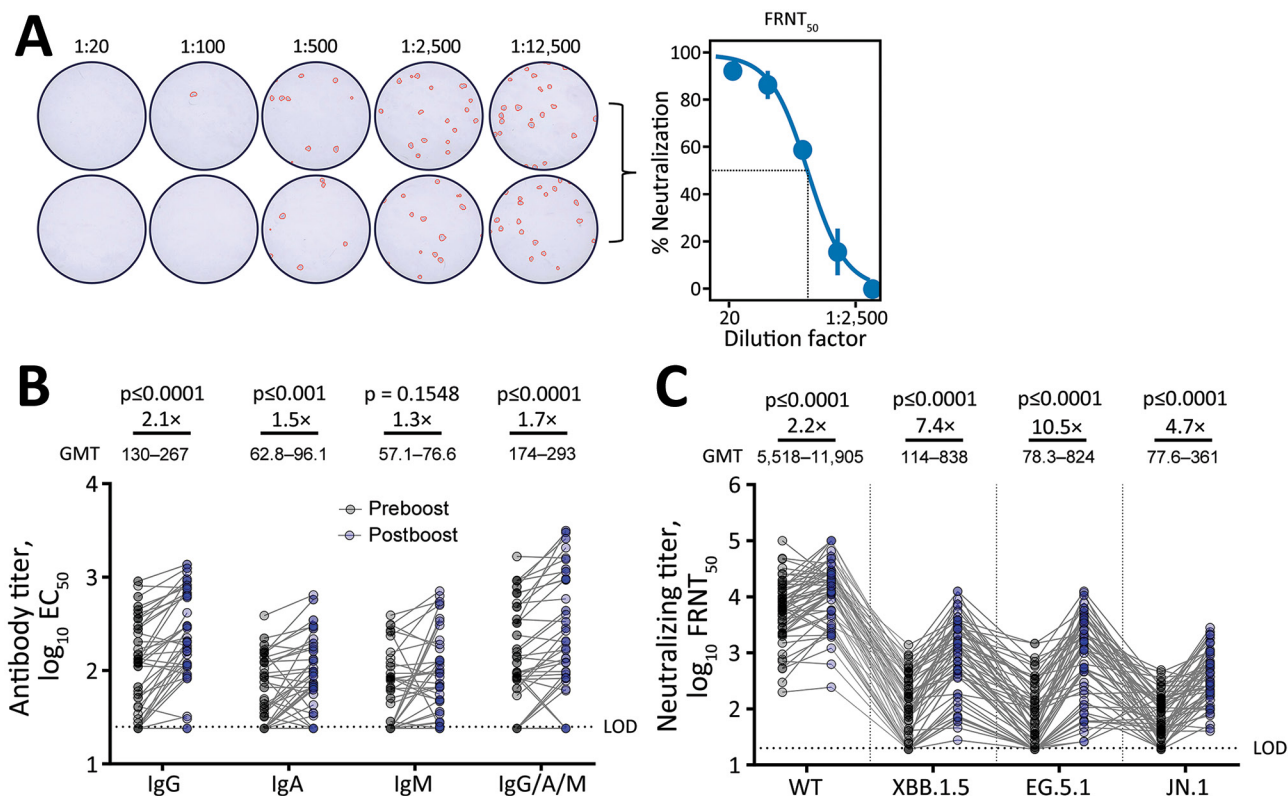 A
1:20 1:100 1:500 1:2,500 1:12,500
FRNT50
100
80
60
40
20
0
% Neutralization
20 1:2,500
Dilution factor
B
p≤0.0001 p≤0.001 p = 0.1548 p≤0.0001
2.1× 1.5× 1.3× 1.7×
GMT 130–267 62.8–96.1 57.1–76.6 174–293
4
3
2
1
Antibody titer,
log10 EC50
Preboost
Postboost
LOD
IgG IgA IgM IgG/A/M
C
p≤0.0001 p≤0.0001 p≤0.0001 p≤0.0001
2.2× 7.4× 10.5× 4.7×
GMT 5,518–11,905 114–838 78.3–824 77.6–361
6
5
4
3
2
1
Neutralizing titer,
log10 FRNT50
LOD
WT XBB.1.5 EG.5.1 JN.1